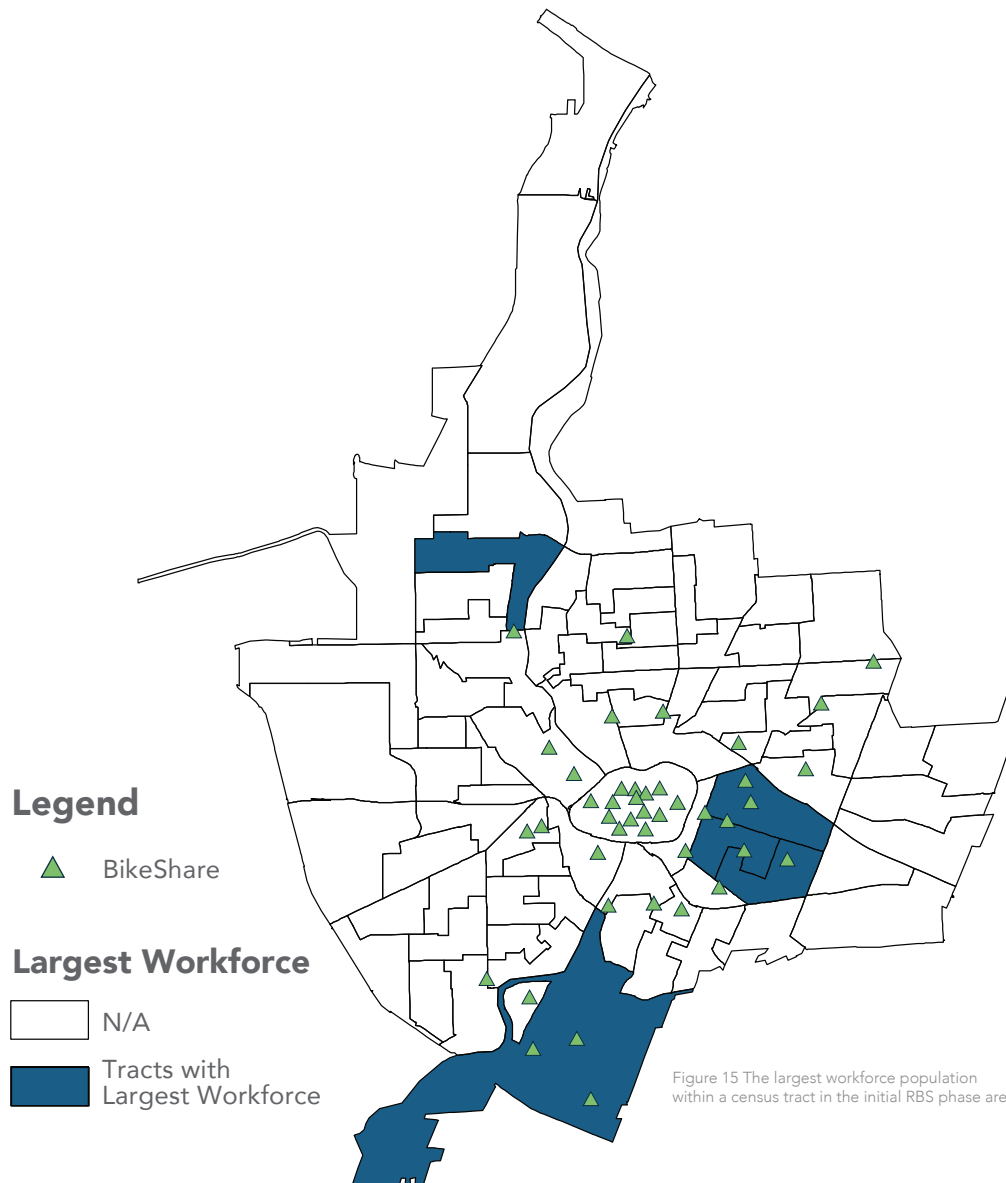 Legend
BikeShare
Largest Workforce
N/A
Tracts with
Largest Workforce
Figure 15 The largest workforce population
within a census tract in the initial RBS phase are